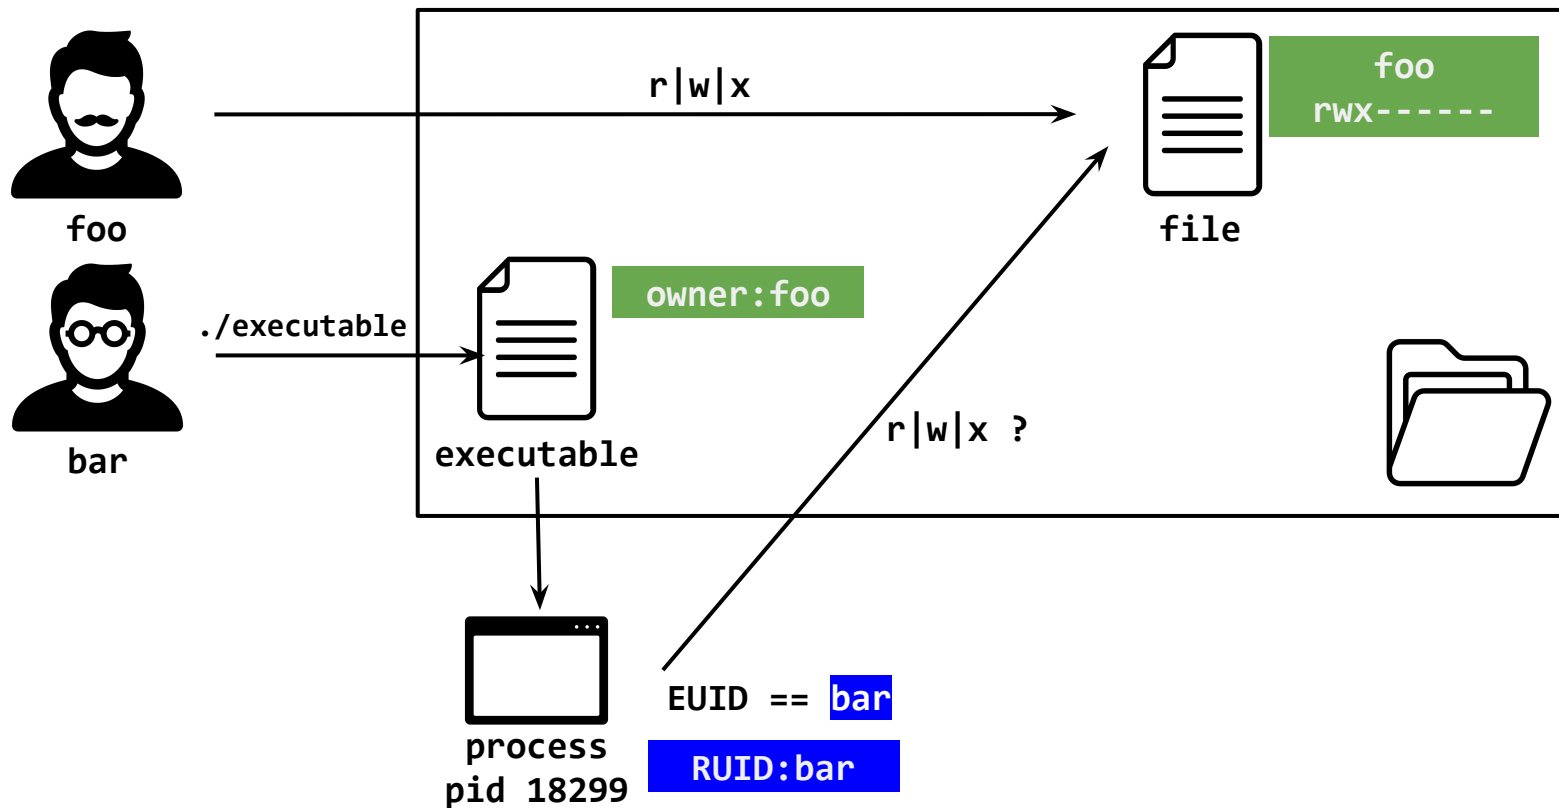 r|w|x
foo
rwx------
foo
file
./executable
owner:foo
bar
executable
r|w|x ?
EUID == bar
process
pid 18299
RUID:bar